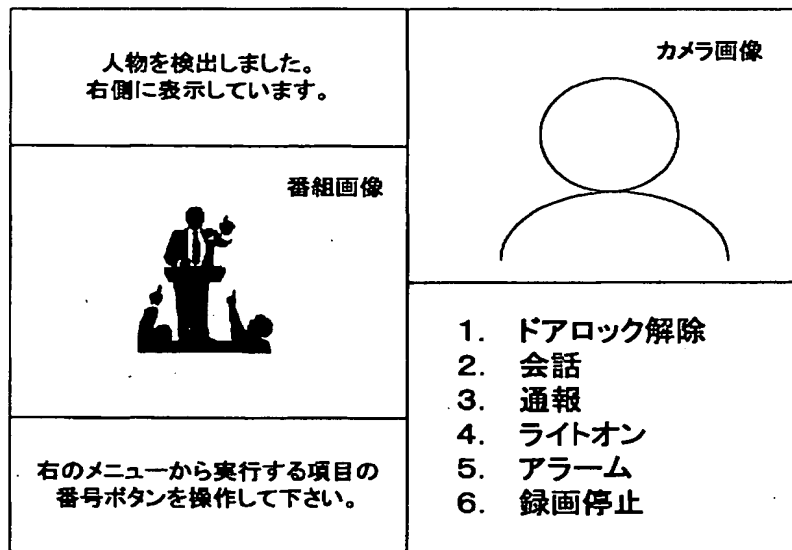 人物を検出しました。
右側に表示しています。
番組画像
右のメニューから実行する項目の
番号ボタンを操作して下さい。
カメラ画像
1. ドアロック解除
2. 会話
3. 通報
4. ライトオン
5. アラーム
6. 録画停止